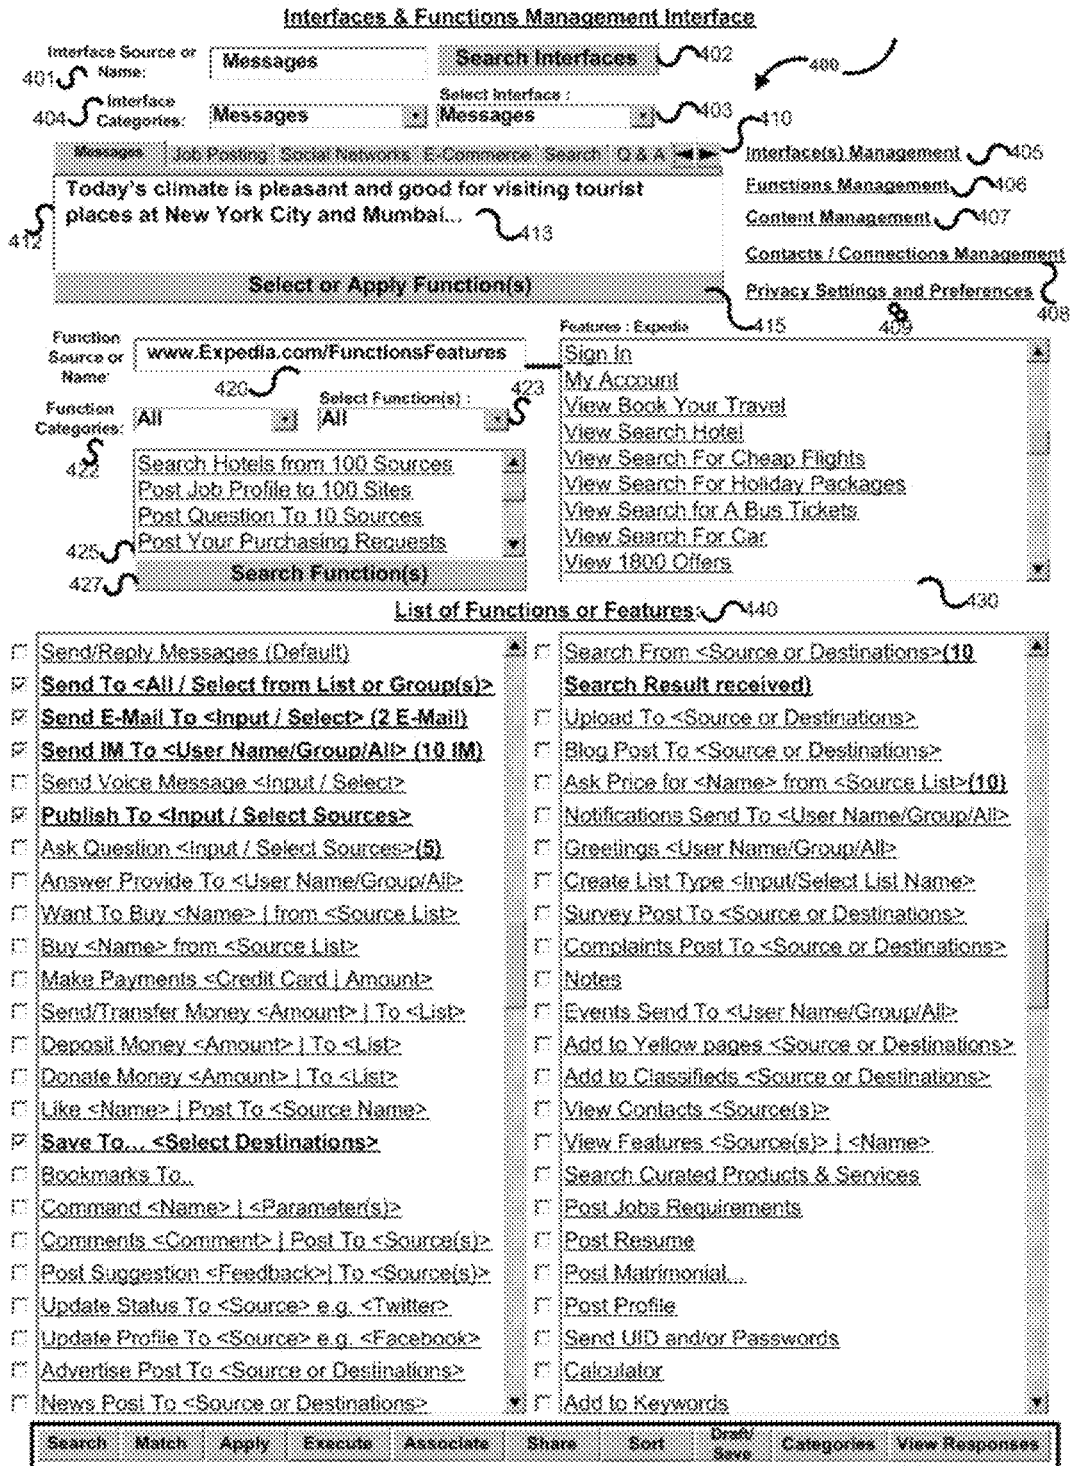 Interfaces & Functions Management Interface
Interface Source or Name:
401
Messages
Search Interfaces
402
400
404
Interface Categories:
Messages
Select Interface :
Messages
403
410
Messages
Job Posting
Social Networks
E-Commerce
Search
Q & A
Interface(s) Management
405
Functions Management
406
Content Management
407
Contacts / Connections Management
408
Privacy Settings and Preferences
409
412
Today's climate is pleasant and good for visiting tourist
places at New York City and Mumbai...
413
Select or Apply Function(s)
415
Function Source or Name:
www.Expedia.com/FunctionsFeatures
420
423
Function Categories:
All
Select Function(s) :
All
422
Search Hotels from 100 Sources
Post Job Profile to 100 Sites
Post Question To 10 Sources
Post Your Purchasing Requests
425
427
Search Function(s)
Features : Expedia
Sign In
My Account
View Book Your Travel
View Search Hotel
View Search For Cheap Flights
View Search For Holiday Packages
View Search for A Bus Tickets
View Search For Car
View 1800 Offers
430
List of Functions or Features:
440
Send/Reply Messages (Default)
Send To <All / Select from List or Group(s)>
Send E-Mail To <Input / Select> (2 E-Mail)
Send IM To <User Name/Group/All> (10 IM)
Send Voice Message <Input / Select>
Publish To <Input / Select Sources>
Ask Question <Input / Select Sources>(5)
Answer Provide To <User Name/Group/All>
Want To Buy <Name> | from <Source List>
Buy <Name> from <Source List>
Make Payments <Credit Card | Amount>
Send/Transfer Money <Amount> | To <List>
Deposit Money <Amount> | To <List>
Donate Money <Amount> | To <List>
Like <Name> | Post To <Source Name>
Save To... <Select Destinations>
Bookmarks To..
Command <Name> | <Parameter(s)>
Comments <Comment> | Post To <Source(s)>
Post Suggestion <Feedback>| To <Source(s)>
Update Status To <Source> e.g. <Twitter>
Update Profile To <Source> e.g. <Facebook>
Advertise Post To <Source or Destinations>
News Post To <Source or Destinations>
Search From <Source or Destinations>(10
Search Result received)
Upload To <Source or Destinations>
Blog Post To <Source or Destinations>
Ask Price for <Name> from <Source List>(10)
Notifications Send To <User Name/Group/All>
Greetings <User Name/Group/All>
Create List Type <Input/Select List Name>
Survey Post To <Source or Destinations>
Complaints Post To <Source or Destinations>
Notes
Events Send To <User Name/Group/All>
Add to Yellow pages <Source or Destinations>
Add to Classifieds <Source or Destinations>
View Contacts <Source(s)>
View Features <Source(s)> | <Name>
Search Curated Products & Services
Post Jobs Requirements
Post Resume
Post Matrimonial...
Post Profile
Send UID and/or Passwords
Calculator
Add to Keywords
Search
Match
Apply
Execute
Associate
Share
Sort
Draft/ Save
Categories
View Responses